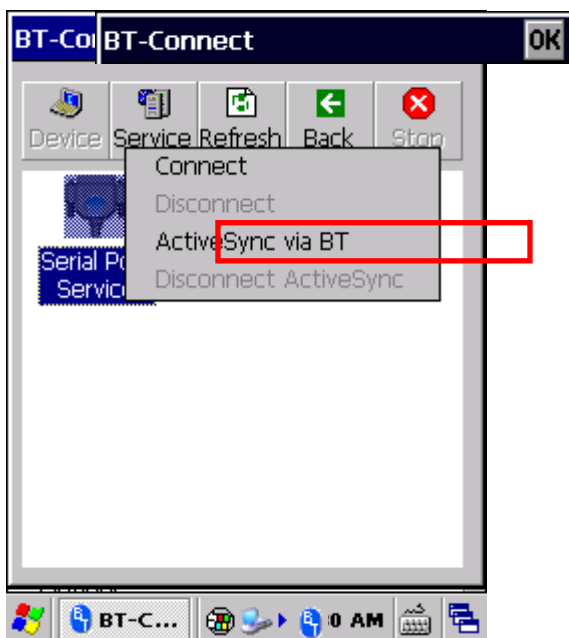 BT-Co
BT-Connect
OK
Device Service Refresh Back Stop
Connect
Disconnect
ActiveSync via BT
Disconnect ActiveSync
Serial Po
Servic
BT-C... :0 AM